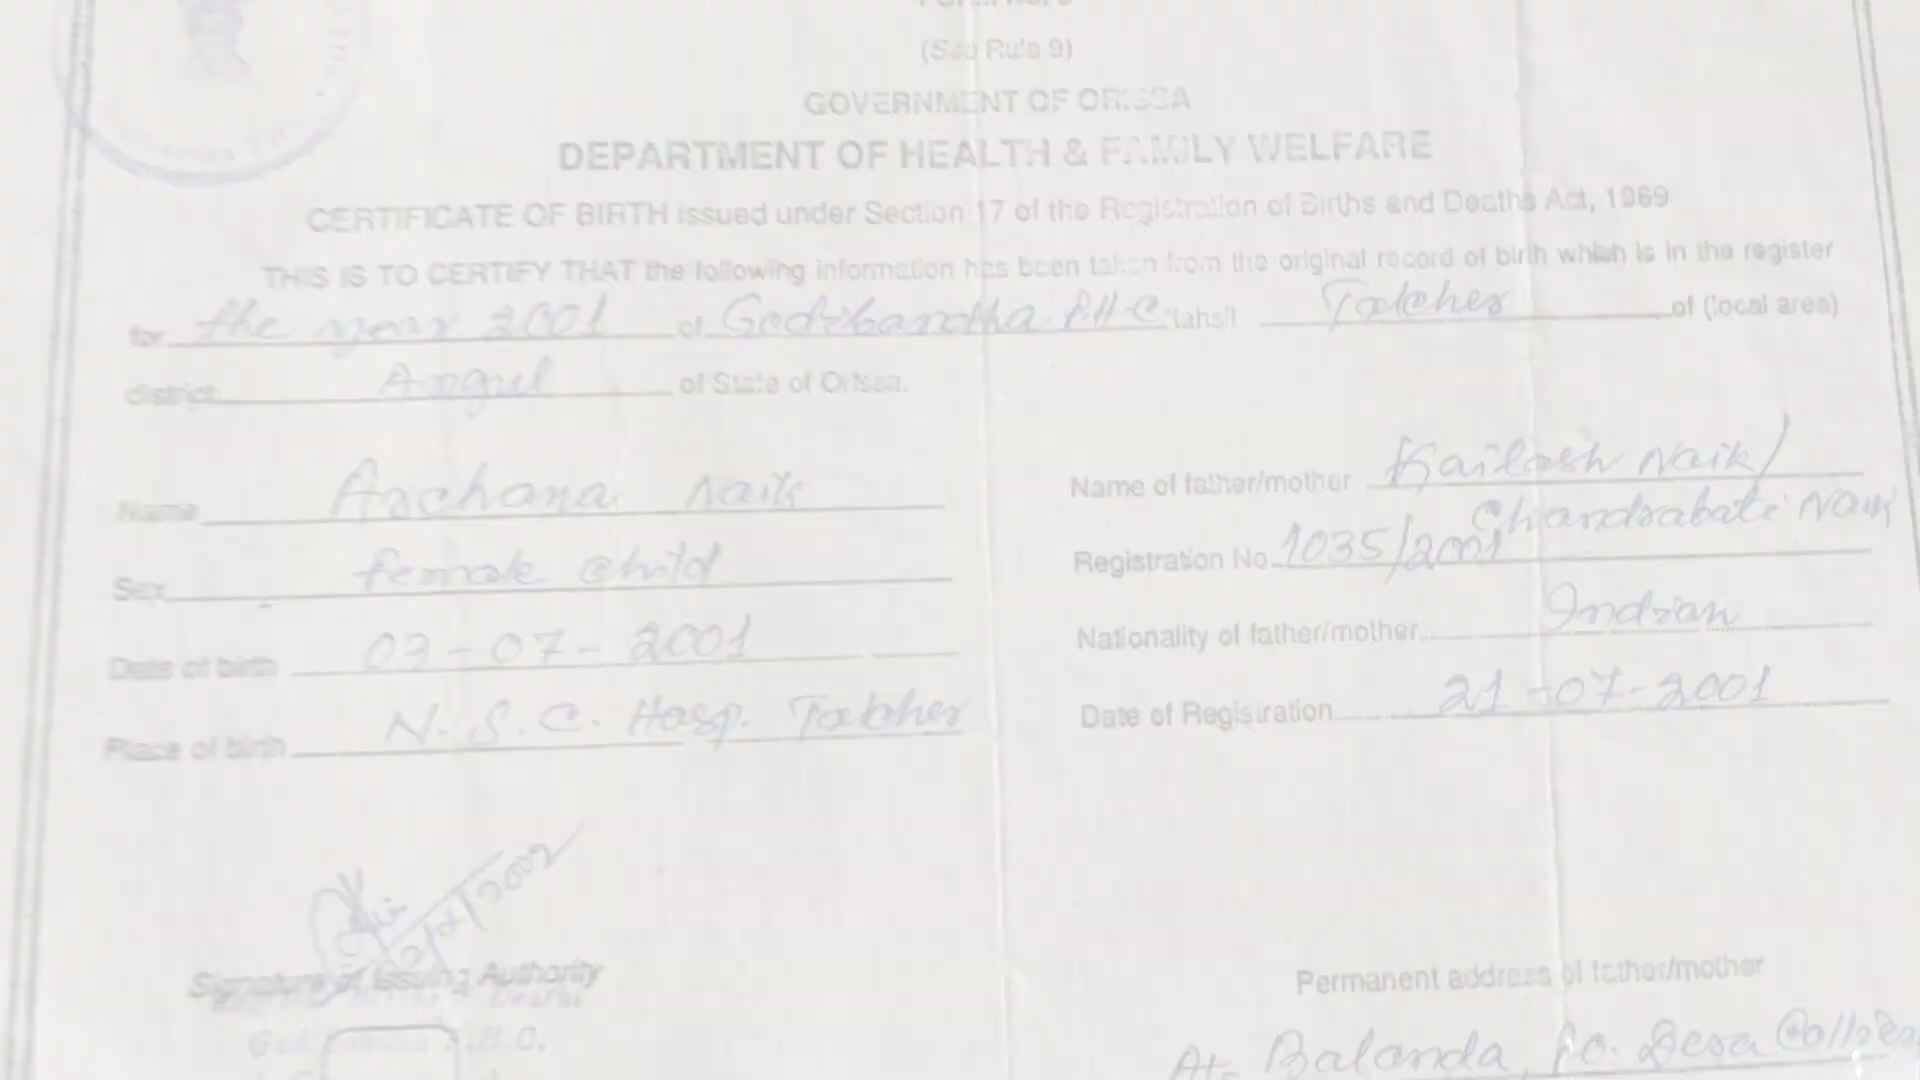 (See Rule 9)
GOVERNMENT OF ORISSA
DEPARTMENT OF HEALTH & FAMILY WELFARE
CERTIFICATE OF BIRTH issued under Section 17 of the Registration of Births and Deaths Act, 1969
THIS IS TO CERTIFY THAT the following information has been taken from the original record of birth which is in the register
for the year 2001 of Godibandha P.H.C tahsil Talcher of (local area)
district Angul of State of Orissa.
Name Archana Naik
Name of father/mother Kailash Naik/
Chandrabati Naik
Sex female child
Registration No. 1035/2001
Date of birth 03-07-2001
Nationality of father/mother Indian
Place of birth N.S.C. Hosp. Talcher
Date of Registration 21-07-2001
2002
Signature of Issuing Authority
Permanent address of father/mother
At- Balanda, Po. Dera